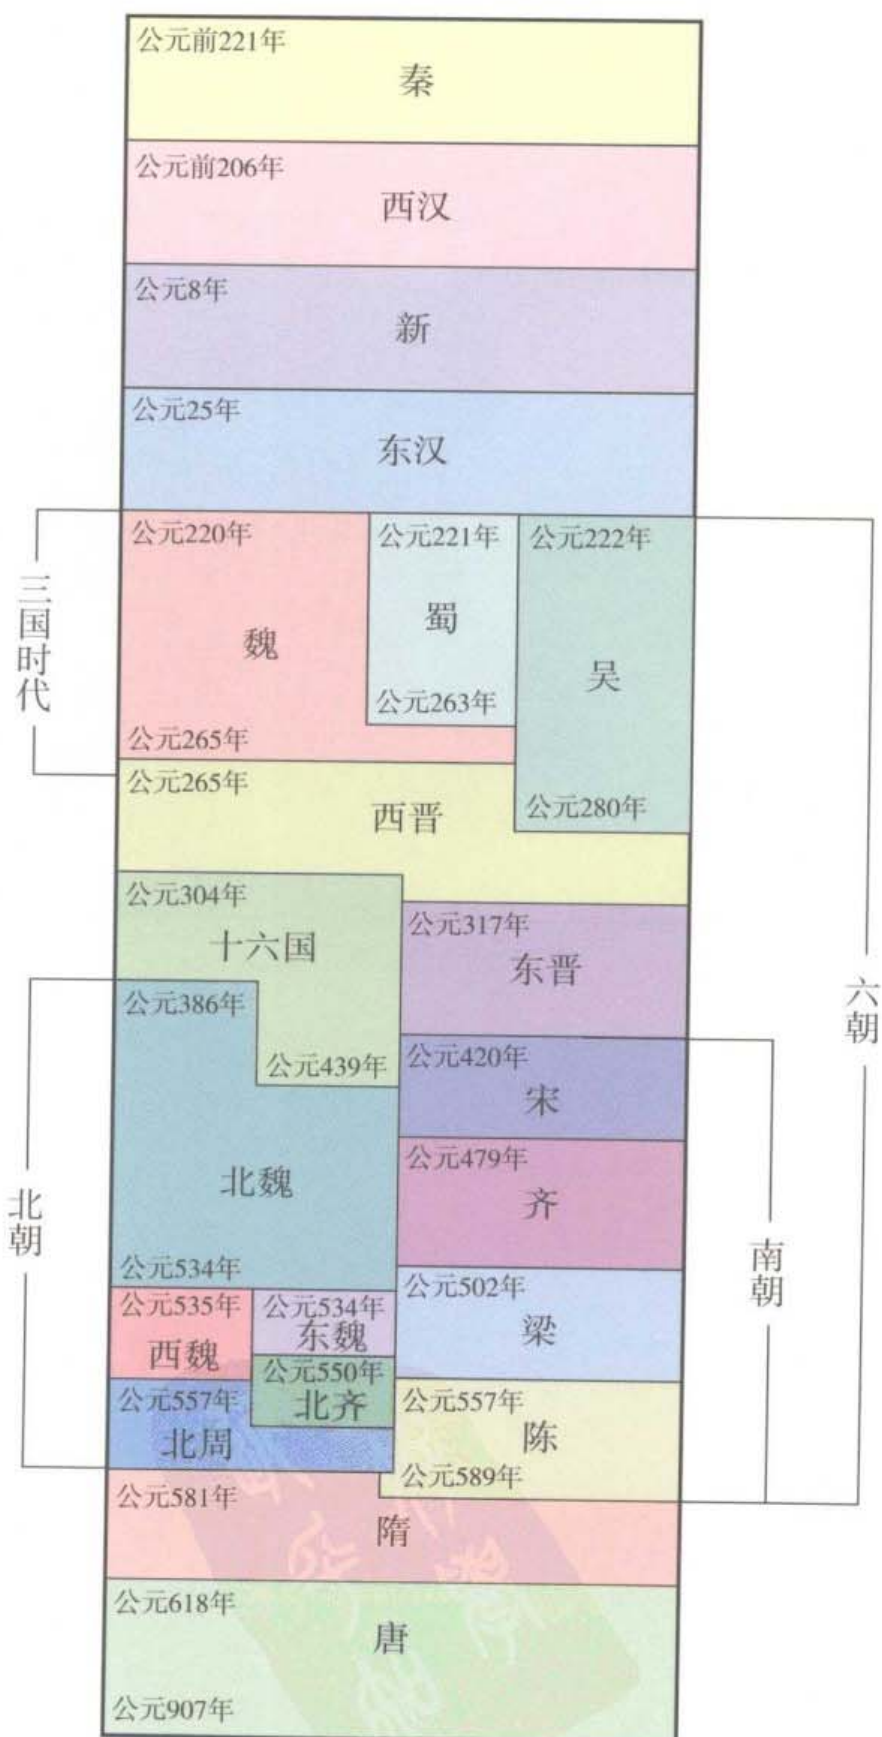 公元前221年
秦
公元前206年
西汉
公元8年
新
公元25年
东汉
三国时代
公元220年
魏
公元265年
公元221年
蜀
公元263年
公元222年
吴
公元280年
六朝
公元265年
西晋
公元304年
十六国
公元439年
公元317年
东晋
北朝
公元386年
北魏
公元534年
南朝
公元420年
宋
公元479年
齐
公元502年
梁
公元535年
西魏
公元534年
东魏
公元550年
北齐
公元557年
北周
公元557年
陈
公元589年
公元581年
隋
公元618年
唐
公元907年